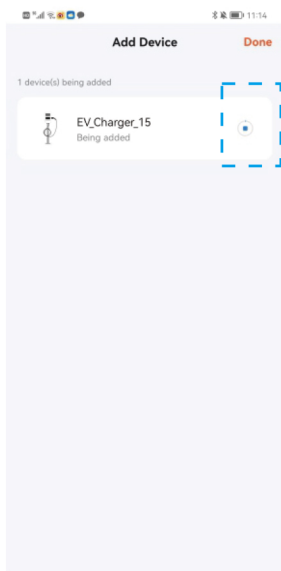 11:14
Add Device
Done
1 device(s) being added
EV_Charger_15
Being added